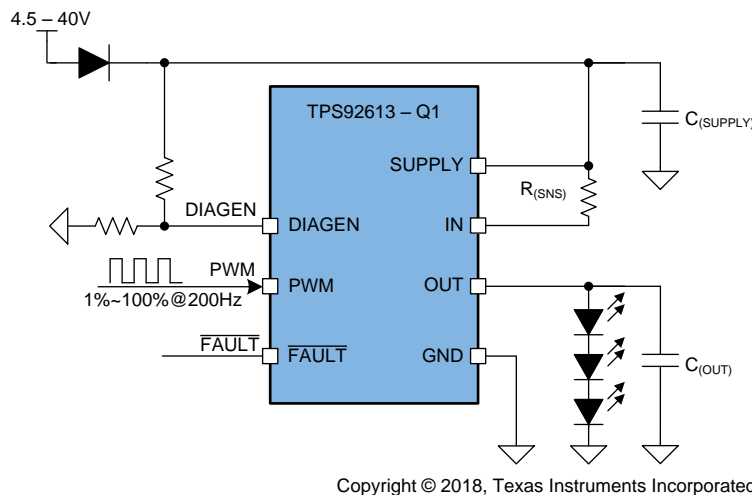 4.5 – 40V
TPS92613 – Q1
C(SUPPLY)
SUPPLY
R(SNS)
DIAGEN
DIAGEN
IN
PWM
PWM
OUT
1%~100%@200Hz
FAULT
FAULT
GND
C(OUT)
Copyright © 2018, Texas Instruments Incorporated